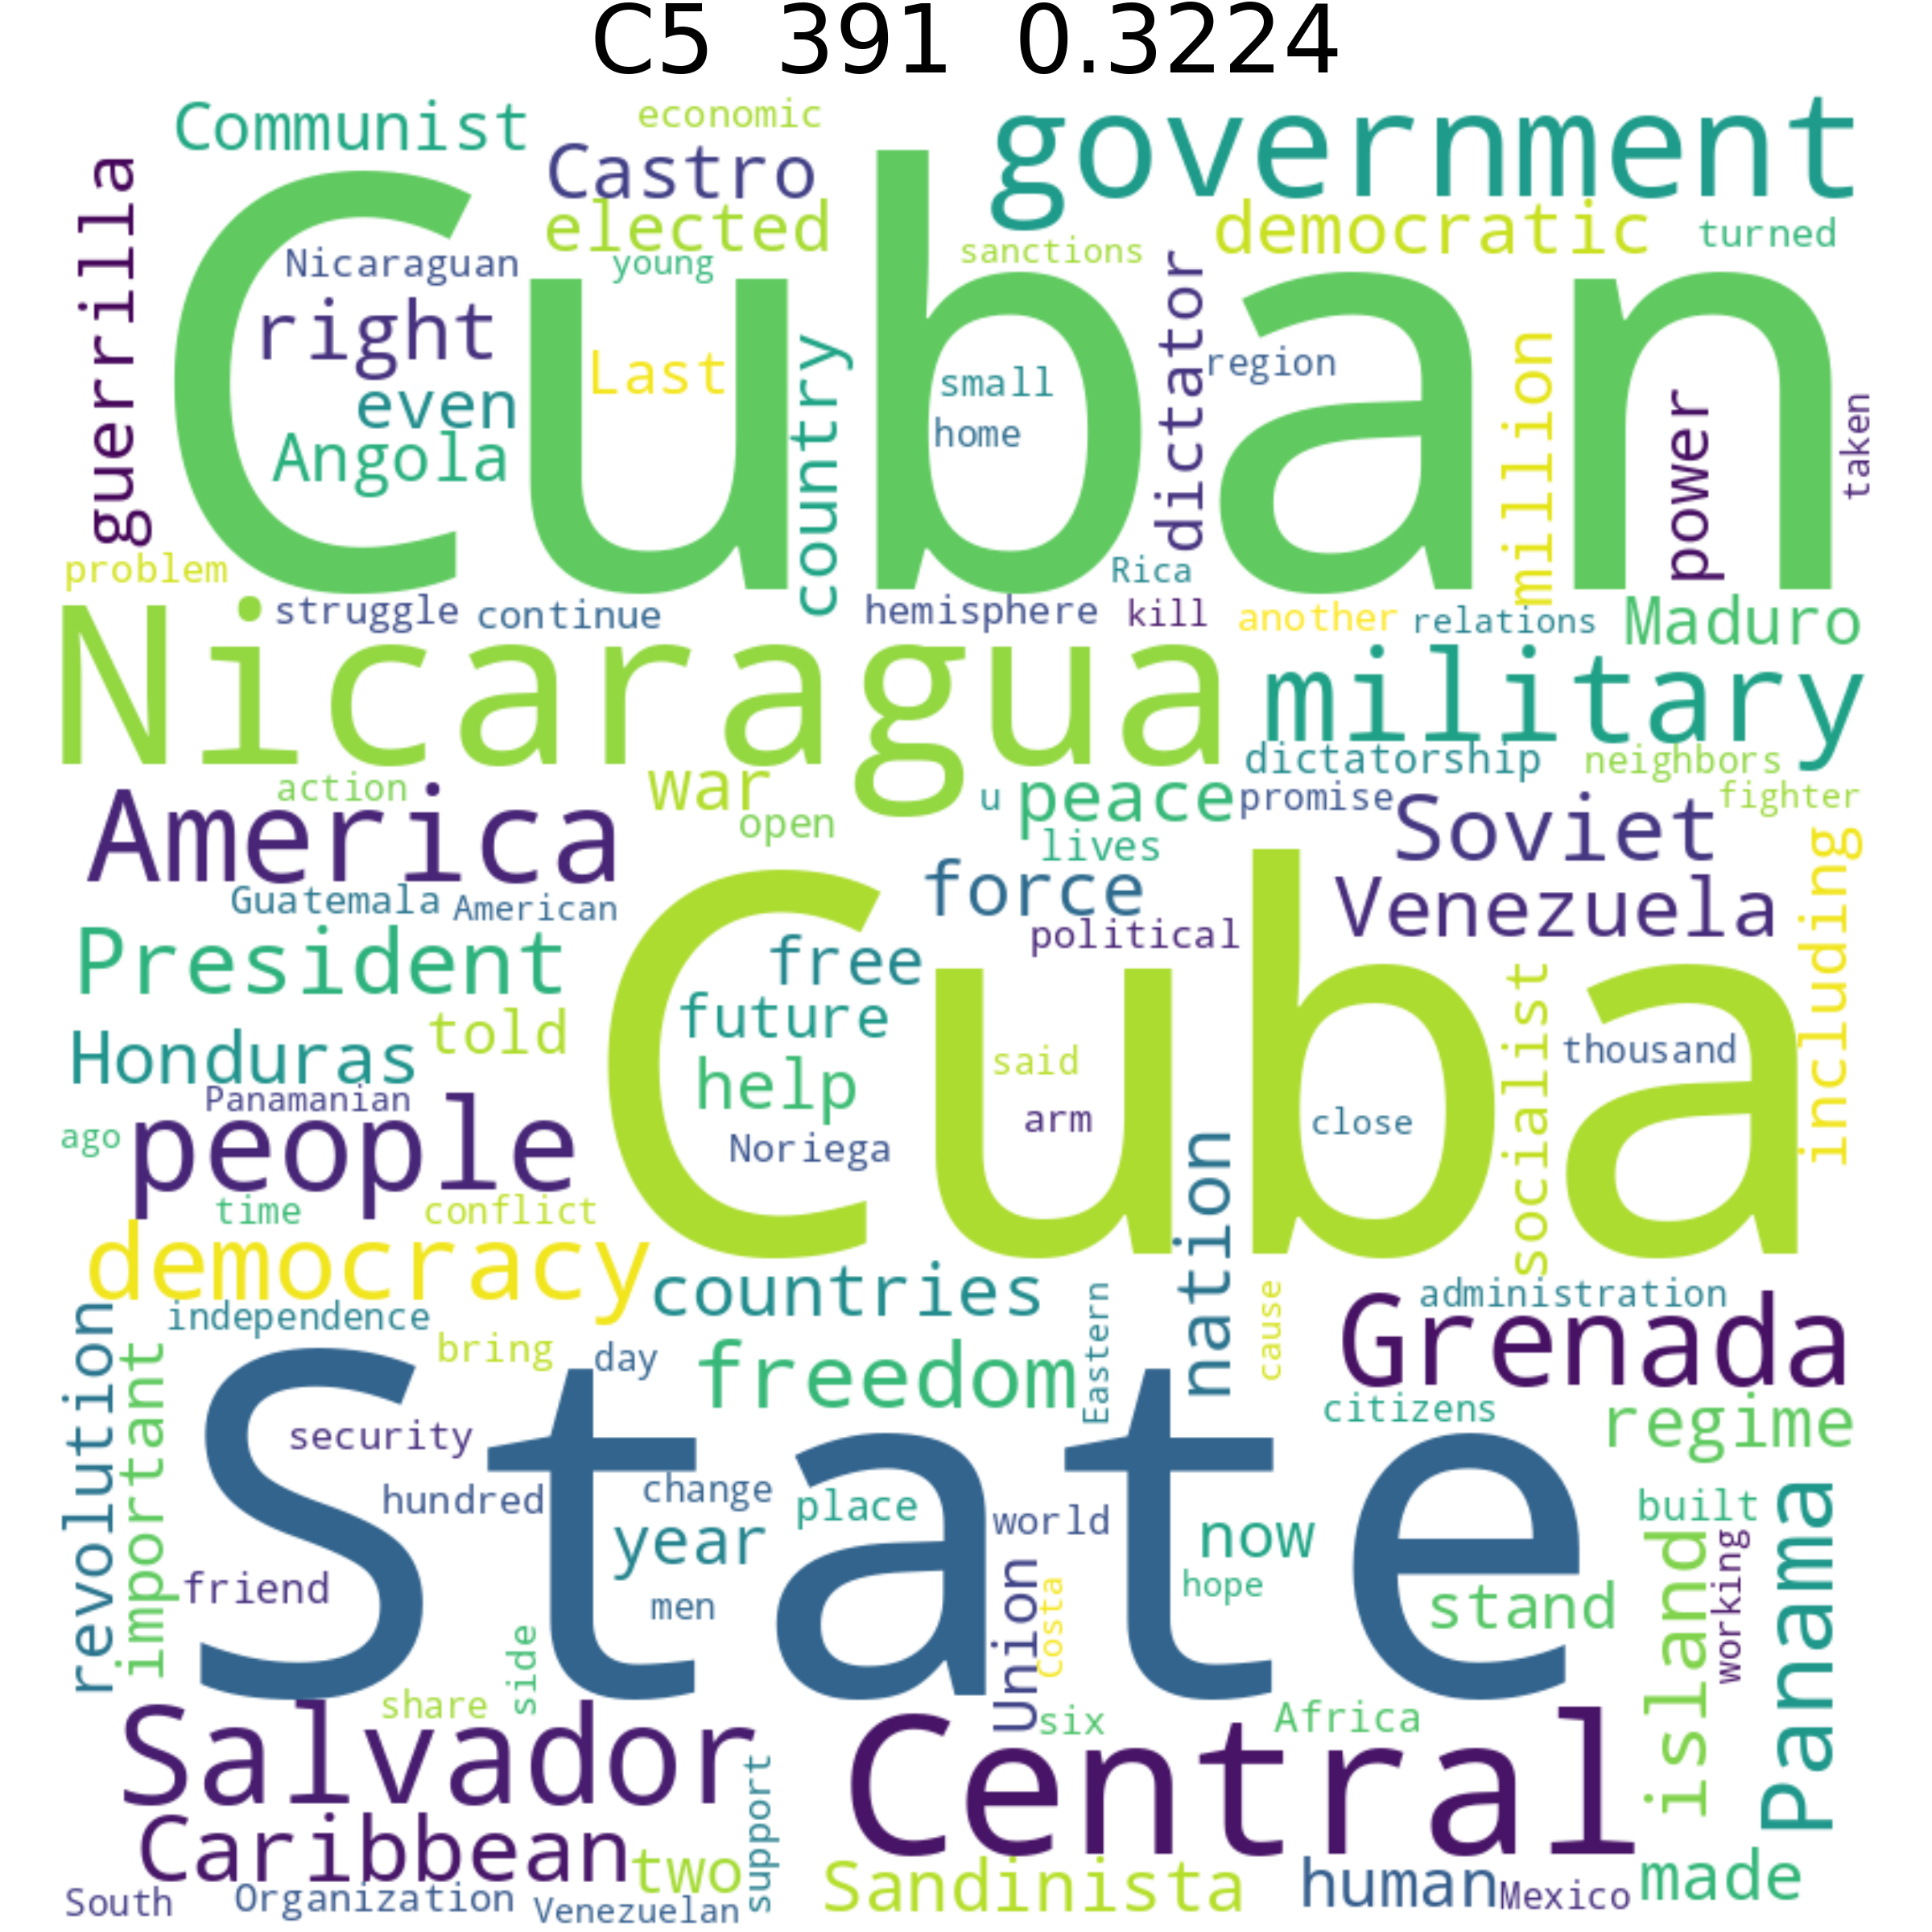 C5 391 0.3224
Communist
economic
government
Castro
guerrilla
elected
democratic
turned
Cuban
Nicaraguan
young
sanctions
dictator
right
Last
country
small
region
million
even
home
power
taken
Angola
problem
Rica
struggle
continue
hemisphere
kill
another
relations
Maduro
Nicaragua
military
dictatorship
neighbors
action
war
u
peace
promise
fighter
America
open
Soviet
lives
including
Guatemala
American
force
Venezuela
President
free
political
Cuba
future
socialist
Honduras
told
said
thousand
help
Panamanian
arm
ago
people
Noriega
close
nation
time
conflict
democracy
countries
Eastern
cause
administration
independence
Grenada
revolution
bring
day
freedom
important
citizens
regime
State
security
hundred
change
place
world
built
Panama
year
now
island
working
friend
men
Union
Costa
hope
stand
side
share
six
Africa
Salvador
Central
support
Caribbean
two
Sandinista
human
made
South
Organization
Venezuelan
Mexico